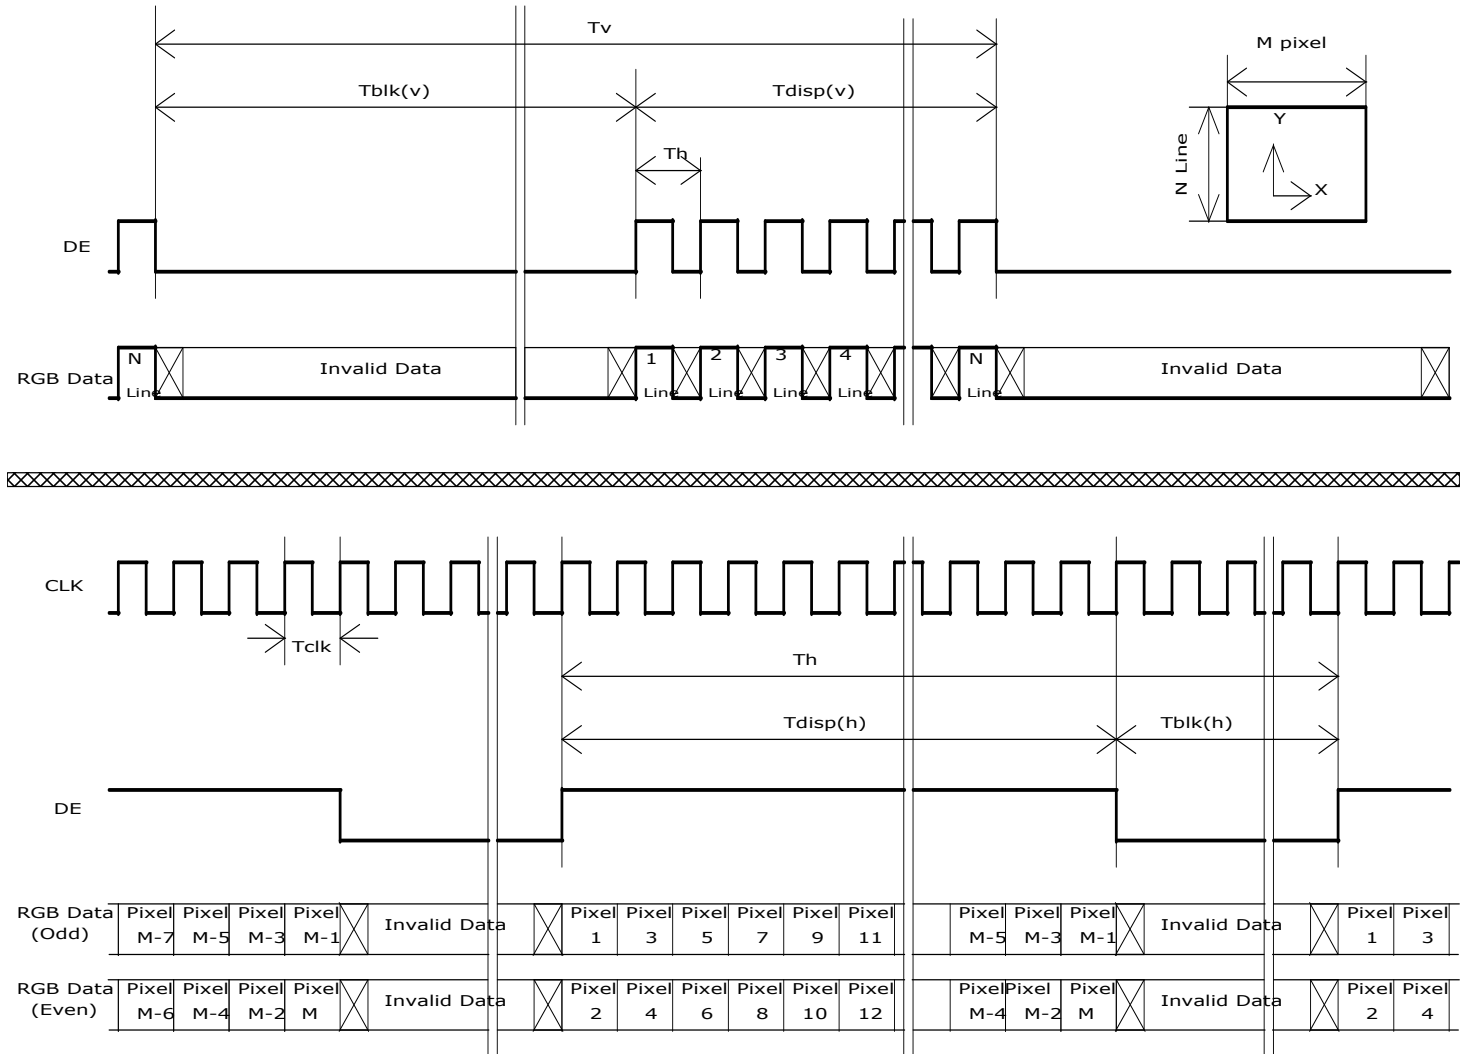 Tv
M pixel
Tblk(v) Tdisp(v)
Y
Th
N Line
X
DE
N 1 2 3 4 N
Invalid Data Invalid Data
RGB Data
Line Line Line Line Line Line
CLK
Tclk
Th
Tdisp(h) Tblk(h)
DE
RGB Data Pixel Pixel Pixel Pixel Invalid Data Pixel Pixel Pixel Pixel Pixel Pixel Pixel Pixel Pixel Invalid Data Pixel Pixel
(Odd) M-7 M-5 M-3 M-1 1 3 5 7 9 11 M-5 M-3 M-1 1 3
RGB Data Pixel Pixel Pixel Pixel Invalid Data Pixel Pixel Pixel Pixel Pixel Pixel Pixel Pixel Pixel Invalid Data Pixel Pixel
(Even) M-6 M-4 M-2 M 2 4 6 8 10 12 M-4 M-2 M 2 4